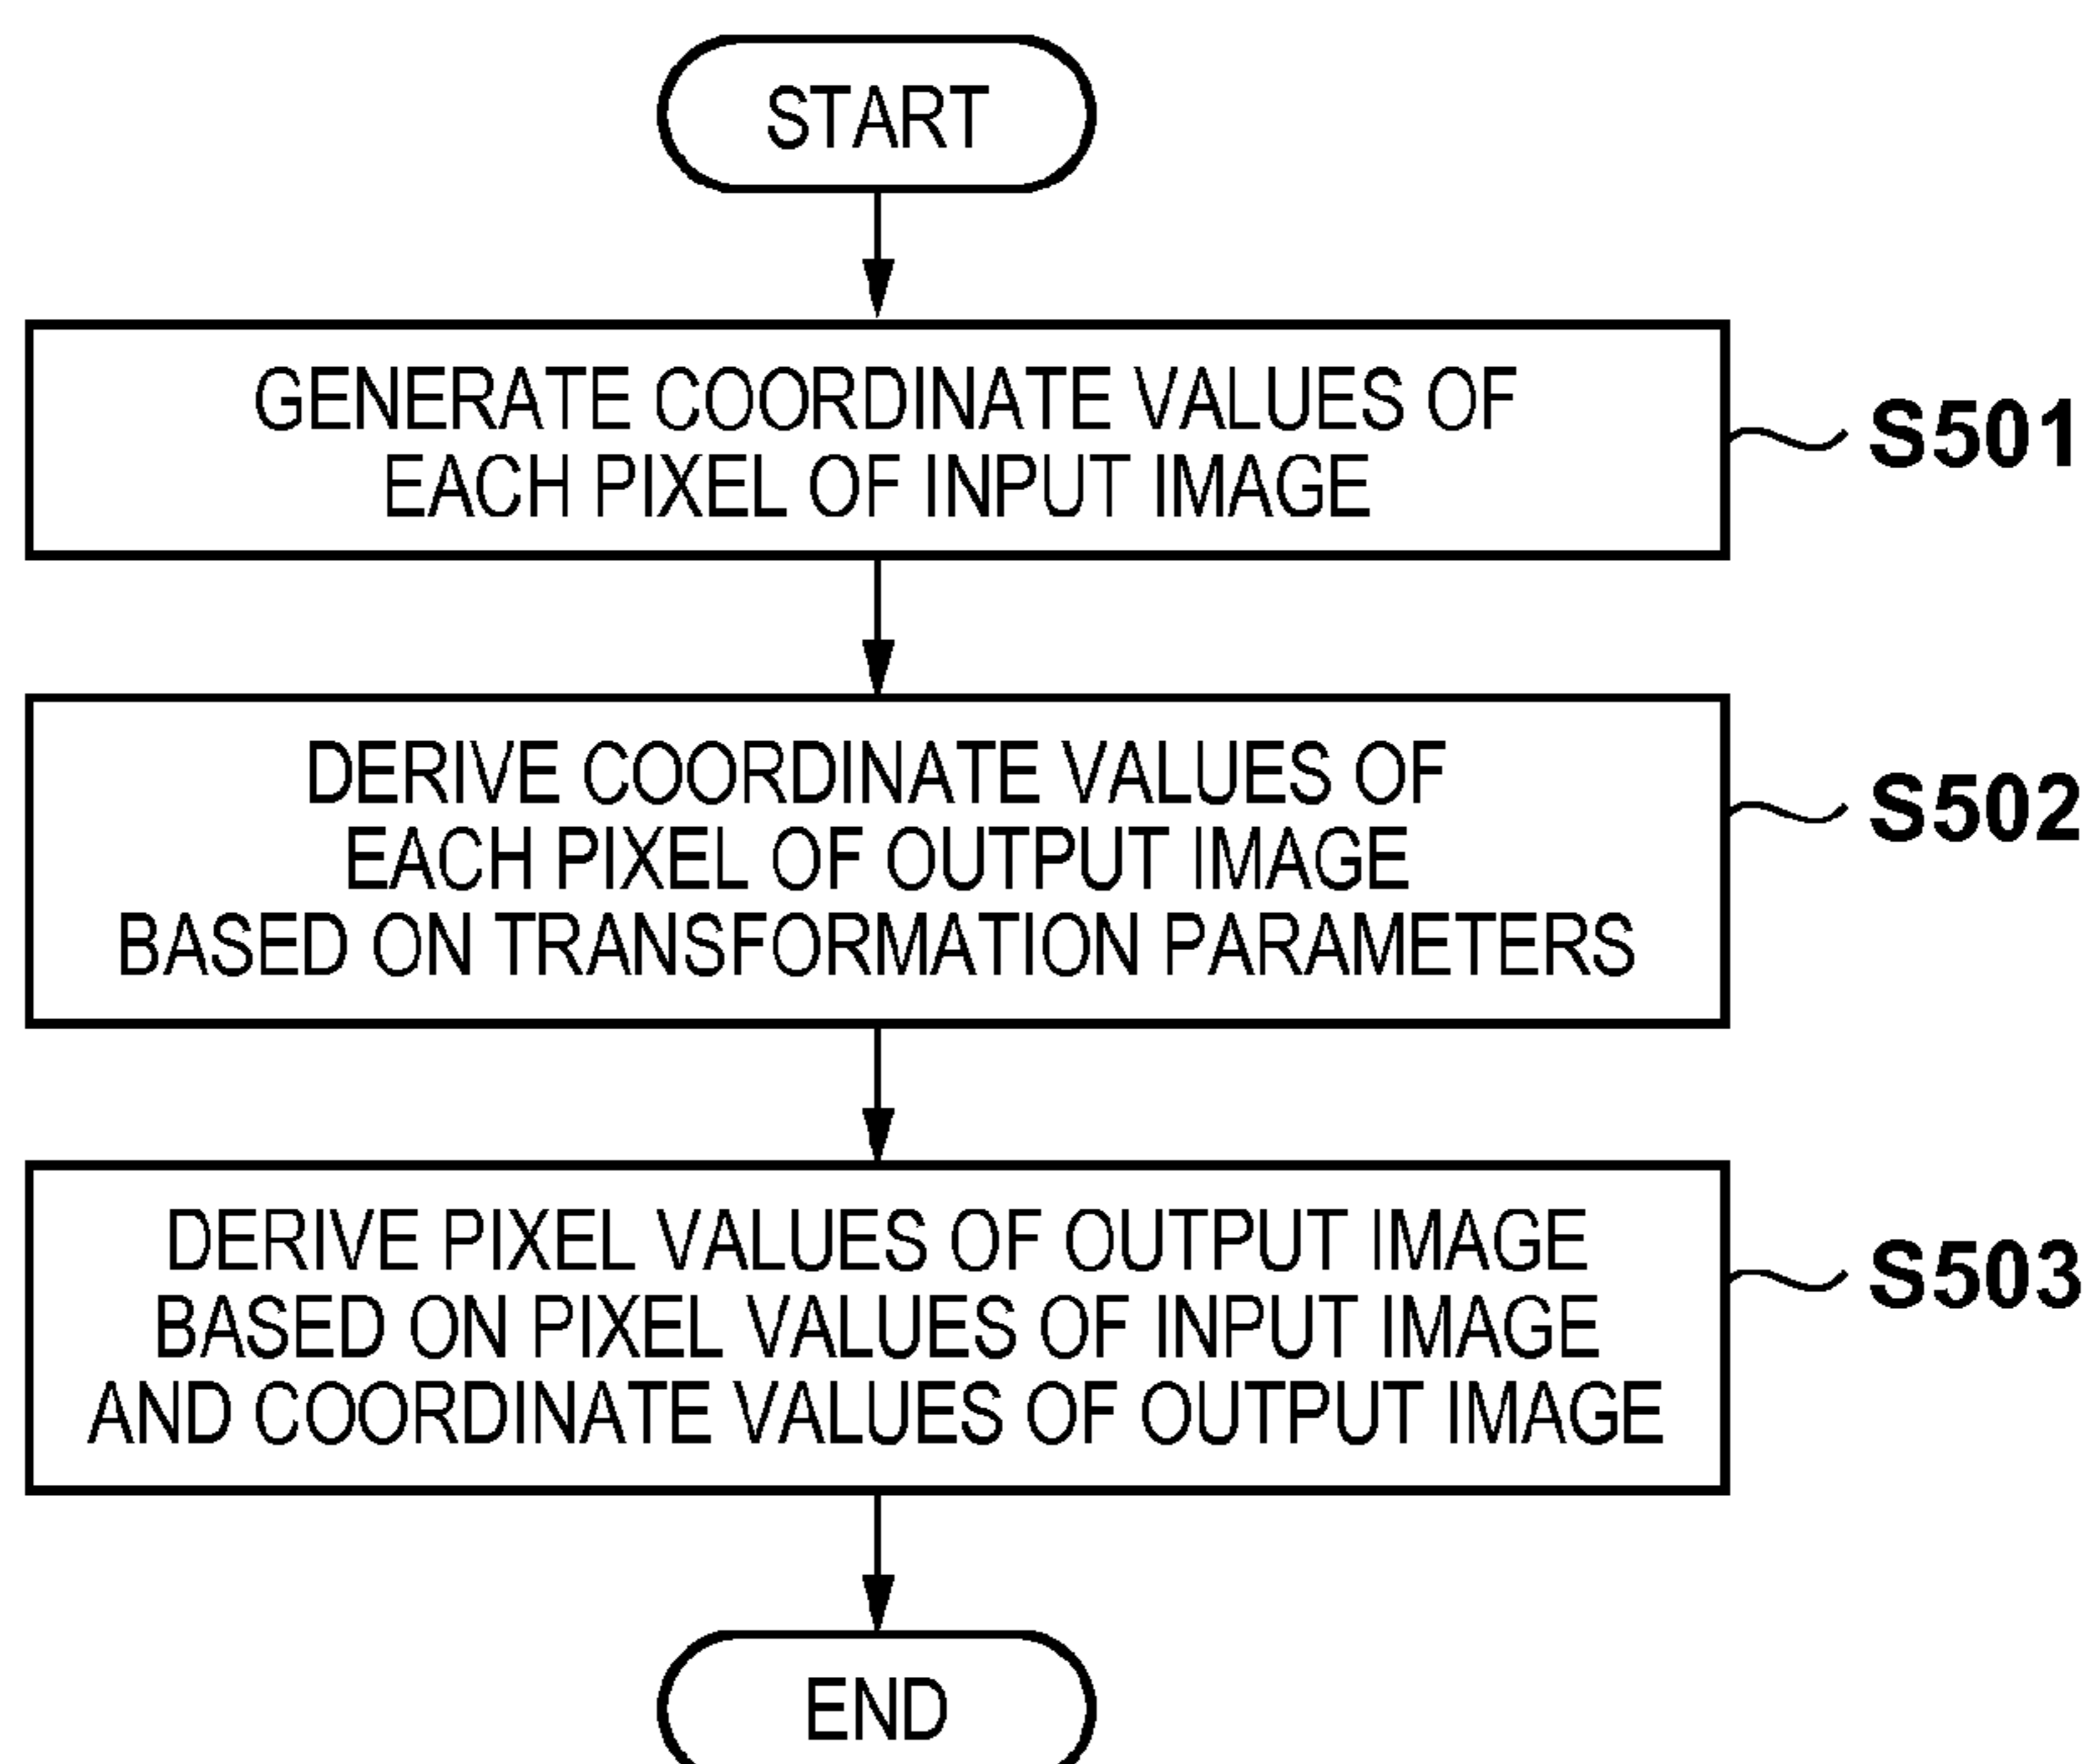 START
GENERATE COORDINATE VALUES OF
EACH PIXEL OF INPUT IMAGE
S501
DERIVE COORDINATE VALUES OF
EACH PIXEL OF OUTPUT IMAGE
BASED ON TRANSFORMATION PARAMETERS
S502
DERIVE PIXEL VALUES OF OUTPUT IMAGE
BASED ON PIXEL VALUES OF INPUT IMAGE
AND COORDINATE VALUES OF OUTPUT IMAGE
S503
END